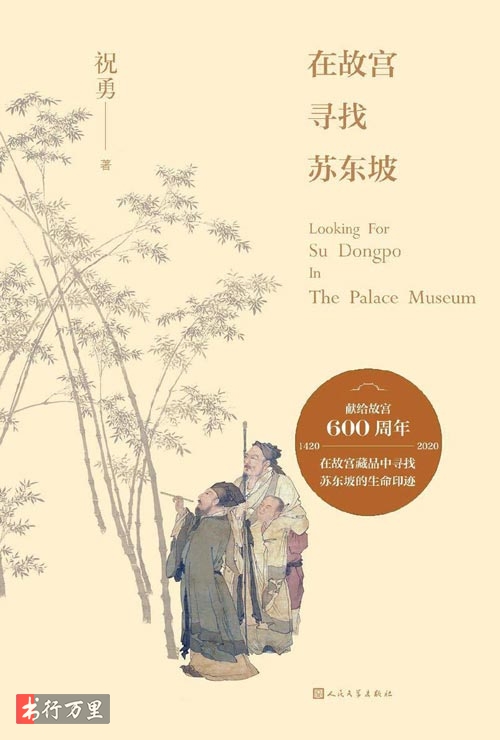 在故宫
寻找
苏东坡
祝勇
著
Looking For
Su Dongpo
In
The Palace Museum
献给故宫
600周年
1420 2020
在故宫藏品中寻找
苏东坡的生命印迹
人民文学出版社
书行万里